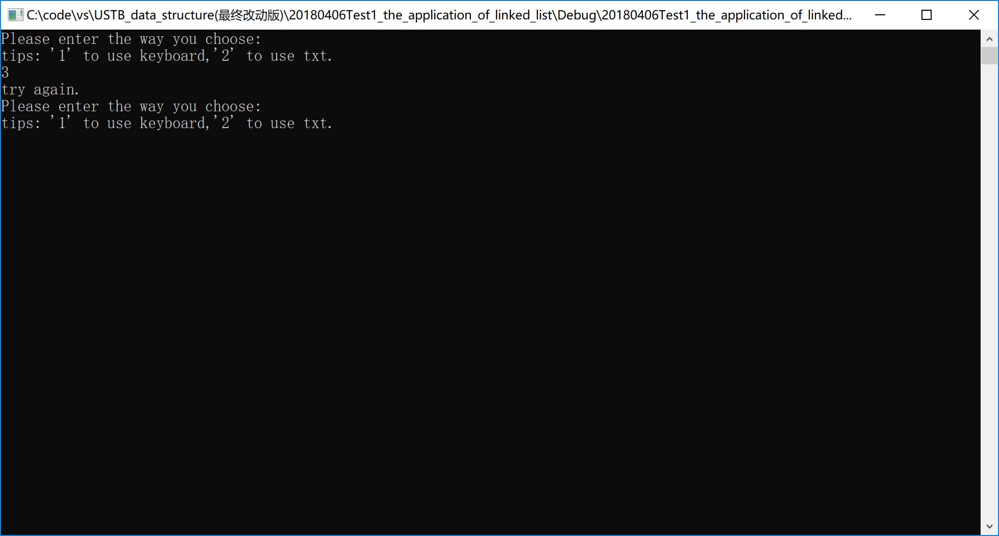 C:\code\vs\USTB_data_structure(最终改动版)\20180406Test1_the_application_of_linked_list\Debug\20180406Test1_the_application_of_linked...
Please enter the way you choose:
tips: '1' to use keyboard,'2' to use txt.
3
try again.
Please enter the way you choose:
tips: '1' to use keyboard,'2' to use txt.